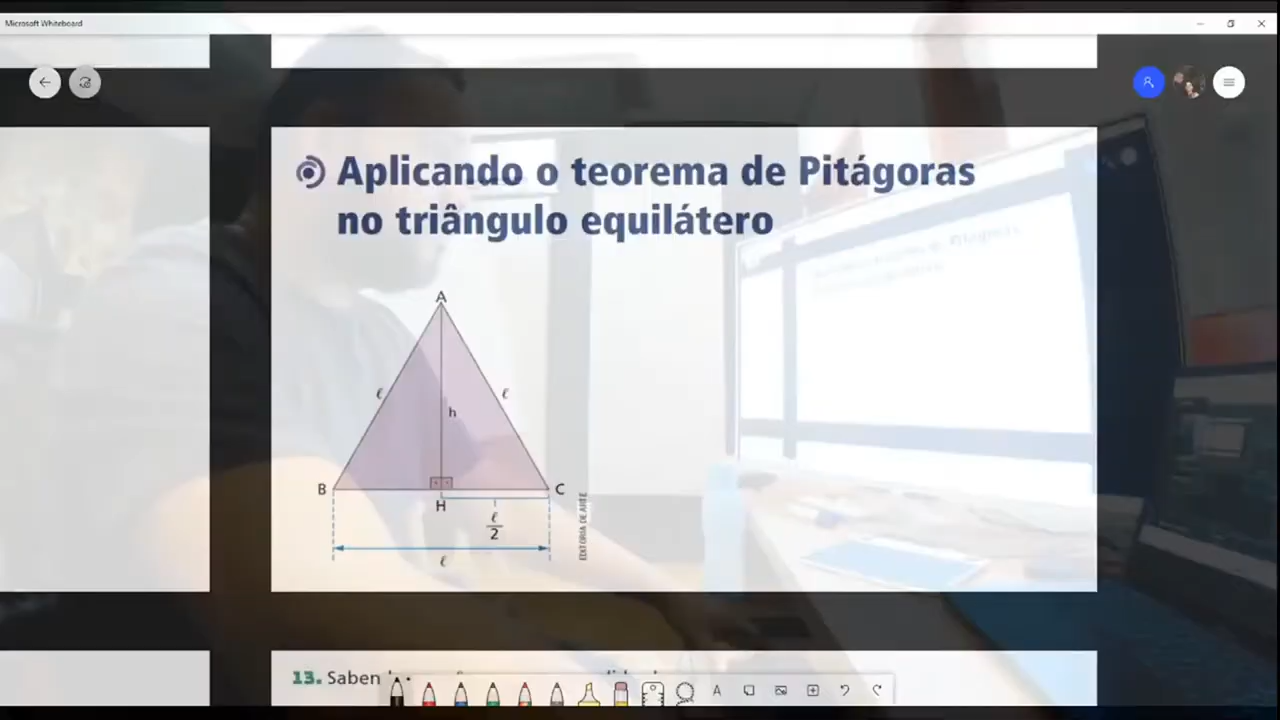 Microsoft Whiteboard
Aplicando o teorema de Pitágoras
no triângulo equilátero
A
ℓ
ℓ
h
B
C
H
ℓ
2
ℓ
EDITORIA DE ARTE
13. Saben
A